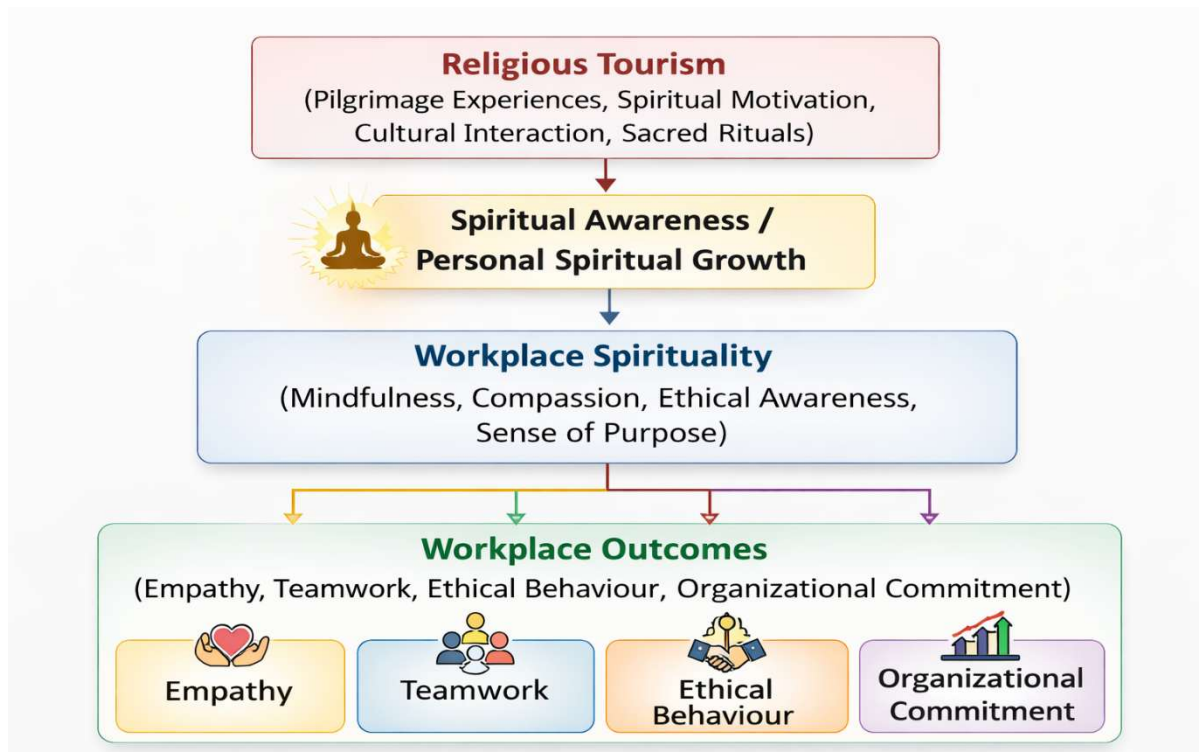 Religious Tourism
(Pilgrimage Experiences, Spiritual Motivation,
Cultural Interaction, Sacred Rituals)
Spiritual Awareness /
Personal Spiritual Growth
Workplace Spirituality
(Mindfulness, Compassion, Ethical Awareness,
Sense of Purpose)
Workplace Outcomes
(Empathy, Teamwork, Ethical Behaviour, Organizational Commitment)
Empathy
Teamwork
Ethical
Behaviour
Organizational
Commitment